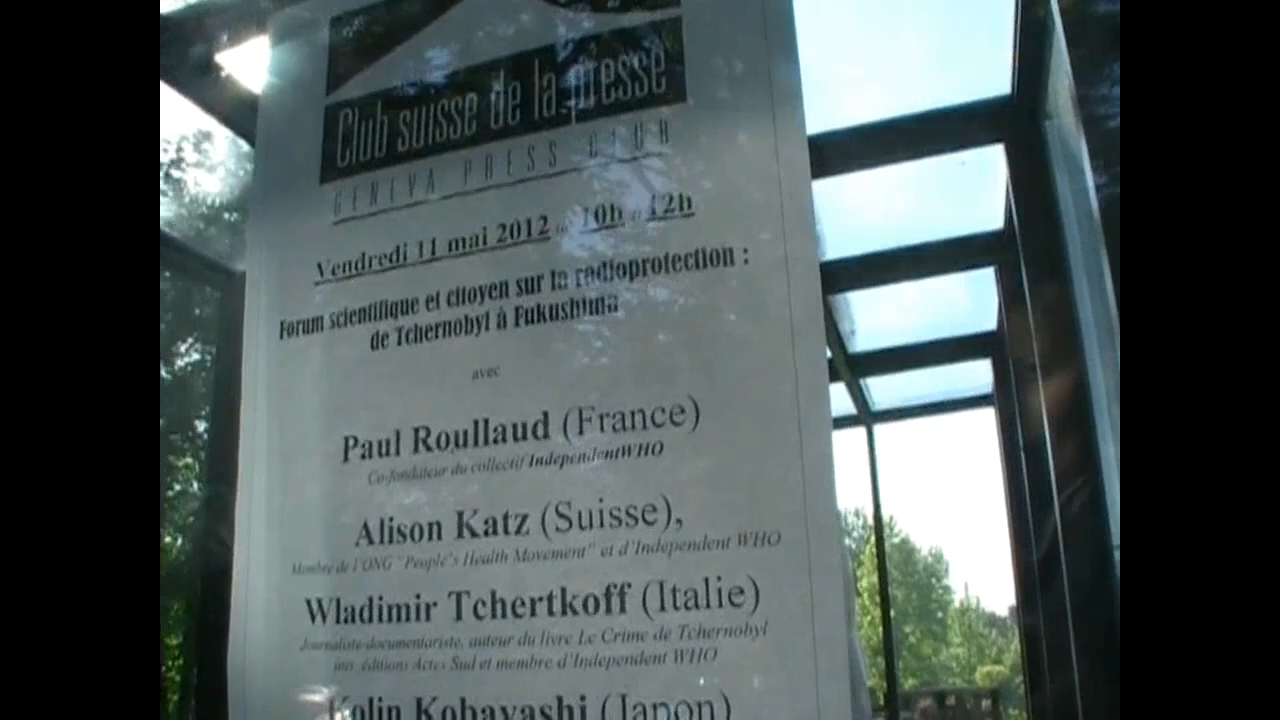 Club suisse de la presse
GENEVA PRESS CLUB
Vendredi 11 mai 2012 10h à 12h
Forum scientifique et citoyen sur la radioprotection :
de Tchernobyl à Fukushima
avec
Paul Roullaud (France)
Co-fondateur du collectif IndependentWHO
Alison Katz (Suisse),
Membre de l'ONG "People's Health Movement" et d'Independent WHO
Wladimir Tchertkoff (Italie)
Journaliste-documentariste, auteur du livre Le Crime de Tchernobyl
aux éditions Actes Sud et membre d'Independent WHO
Kolin Kobayashi (Japon)